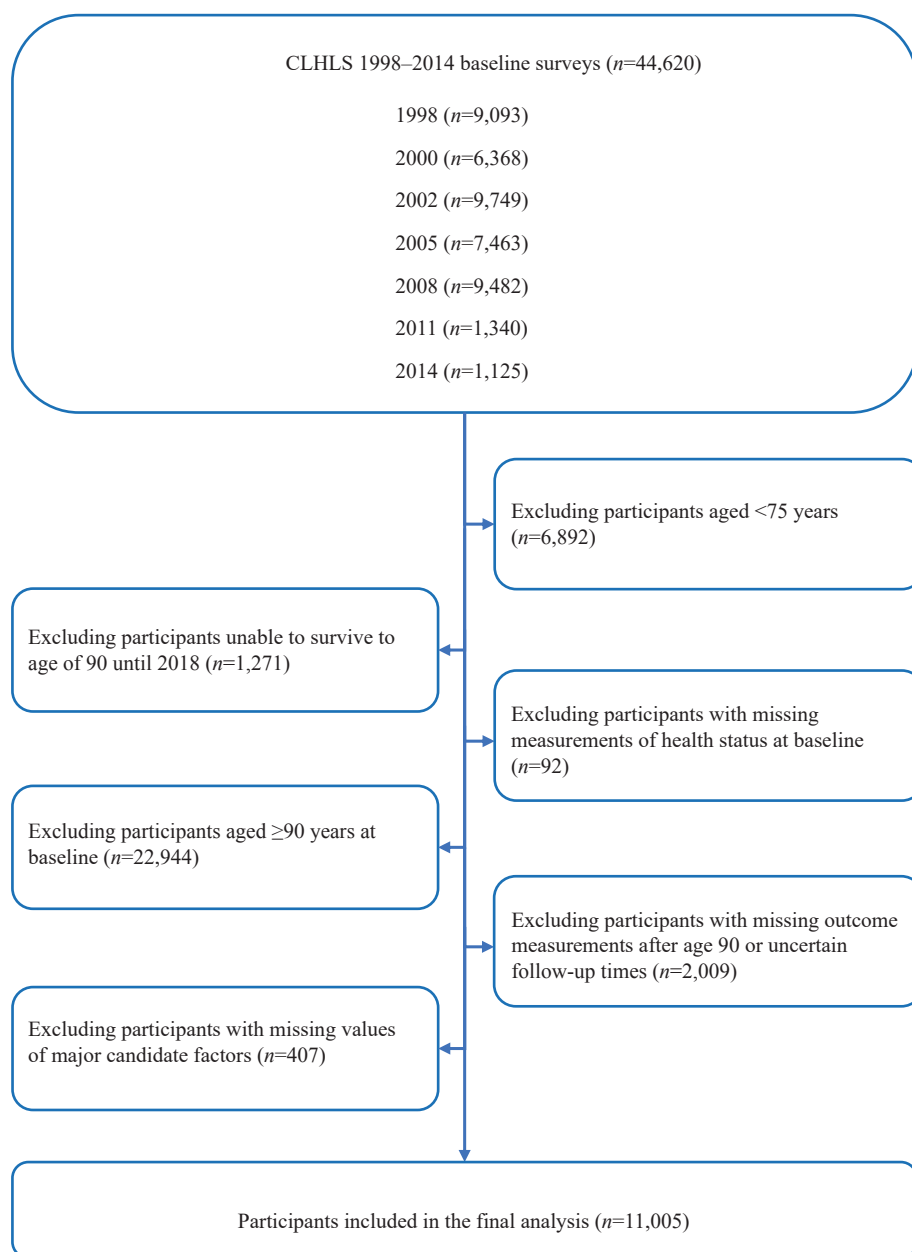 CLHLS 1998–2014 baseline surveys (n=44,620)
1998 (n=9,093)
2000 (n=6,368)
2002 (n=9,749)
2005 (n=7,463)
2008 (n=9,482)
2011 (n=1,340)
2014 (n=1,125)
Excluding participants aged <75 years
(n=6,892)
Excluding participants unable to survive to
age of 90 until 2018 (n=1,271)
Excluding participants with missing
measurements of health status at baseline
(n=92)
Excluding participants aged ≥90 years at
baseline (n=22,944)
Excluding participants with missing outcome
measurements after age 90 or uncertain
follow-up times (n=2,009)
Excluding participants with missing values
of major candidate factors (n=407)
Participants included in the final analysis (n=11,005)